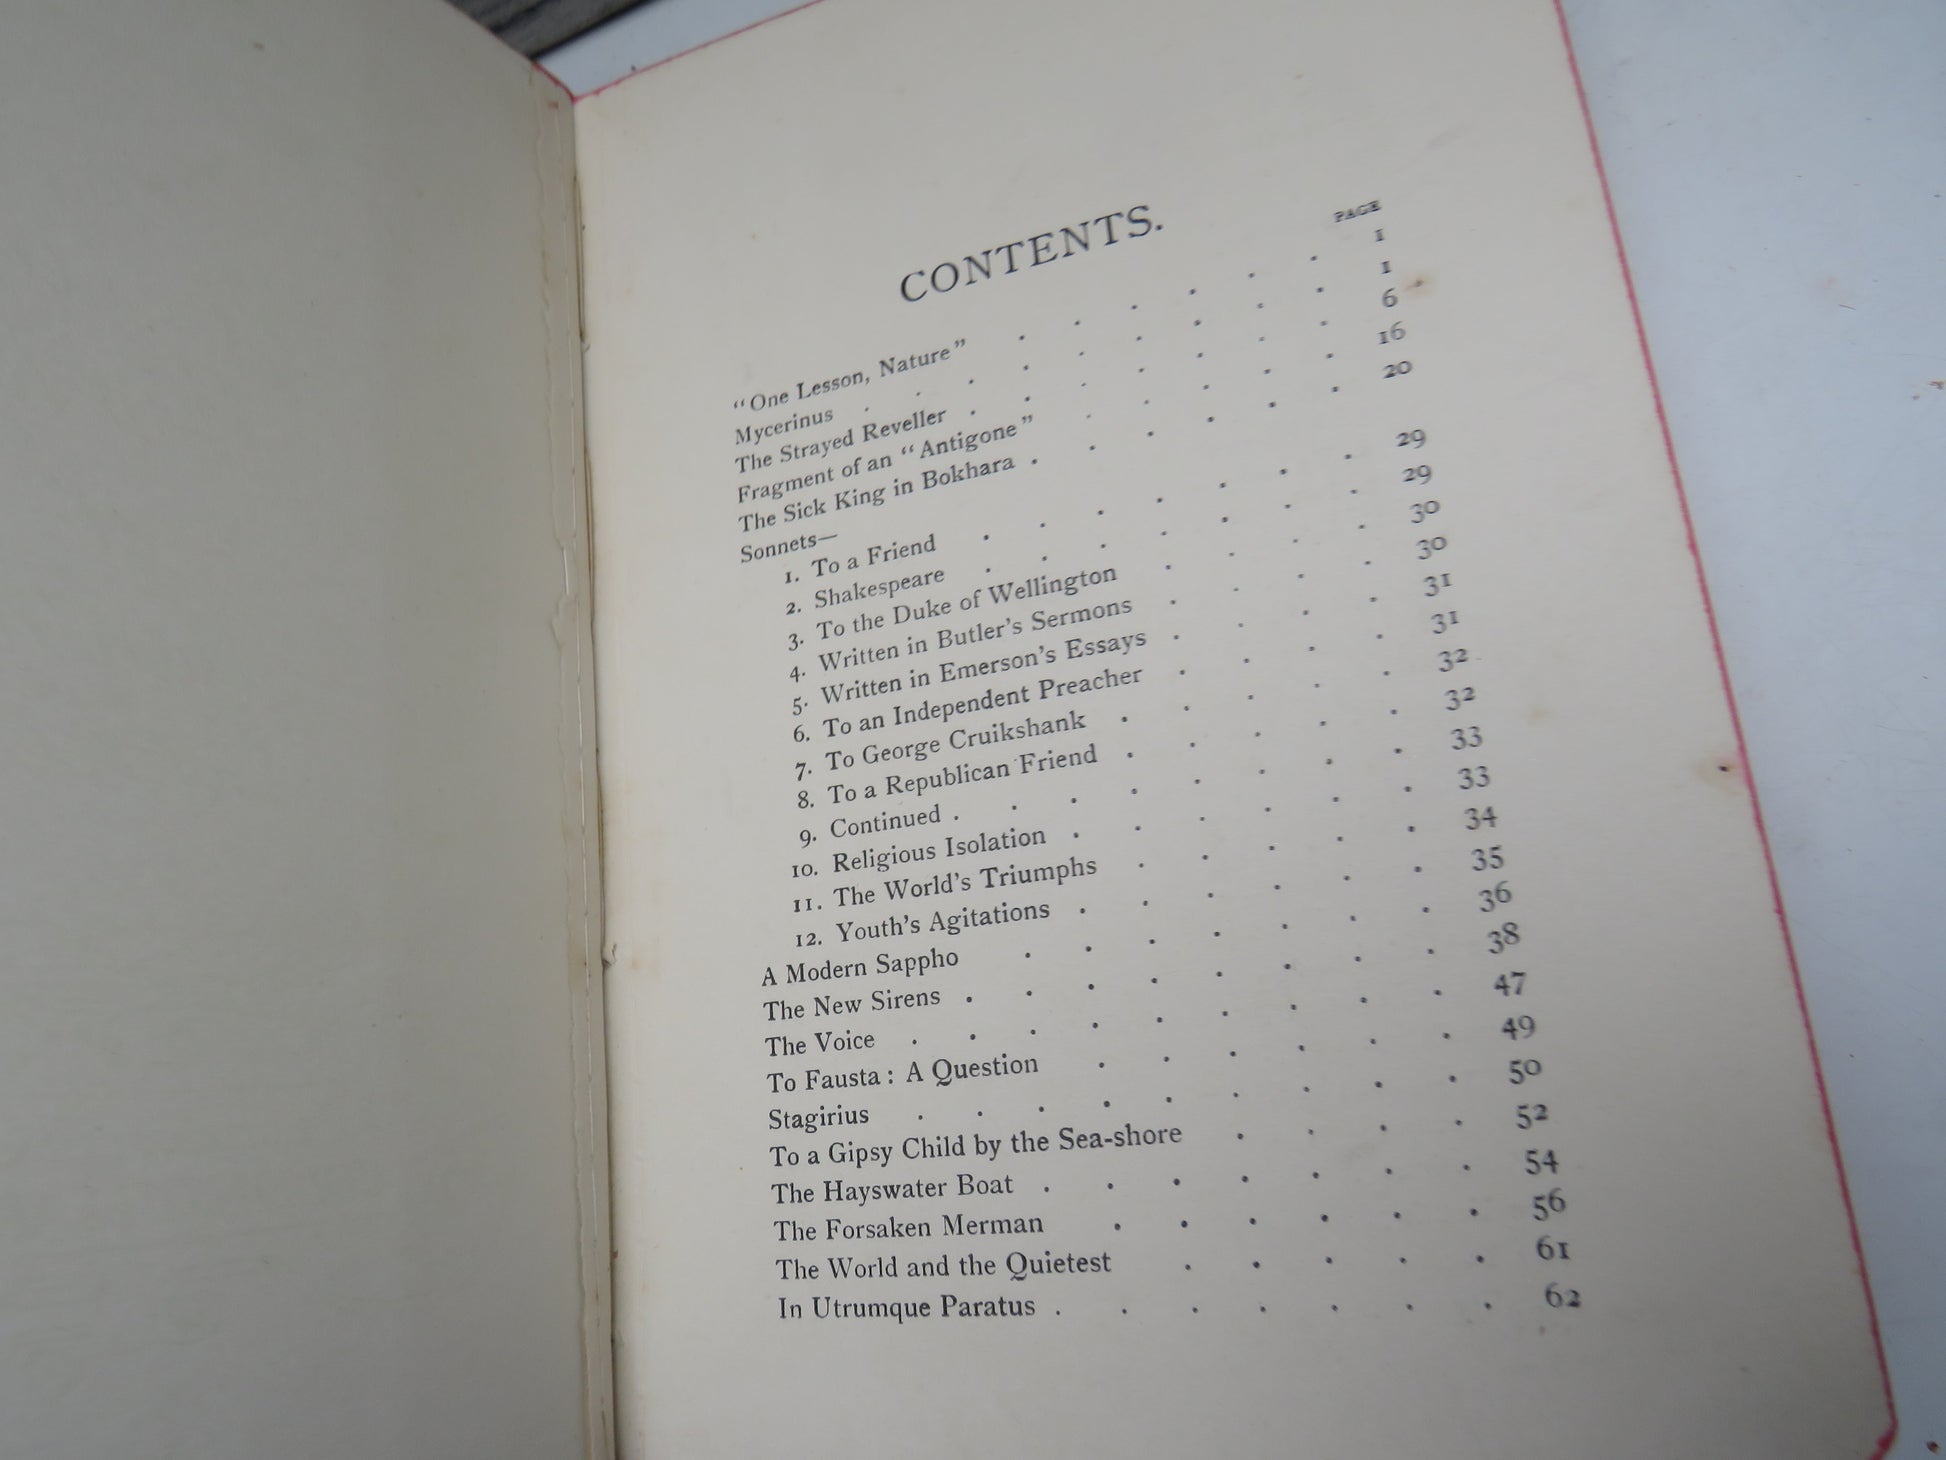 CONTENTS.
PAGE
“One Lesson, Nature” 1
Mycerinus 1
The Strayed Reveller 6
Fragment of an “Antigone” 16
The Sick King in Bokhara 20
Sonnets—
1. To a Friend 29
2. Shakespeare 29
3. To the Duke of Wellington 30
4. Written in Butler's Sermons 30
5. Written in Emerson's Essays 31
6. To an Independent Preacher 31
7. To George Cruikshank 32
8. To a Republican Friend 32
9. Continued 33
10. Religious Isolation 33
11. The World's Triumphs 34
12. Youth's Agitations 35
A Modern Sappho 36
The New Sirens 38
The Voice 47
To Fausta: A Question 49
Stagirius 50
To a Gipsy Child by the Sea-shore 52
The Hayswater Boat 54
The Forsaken Merman 56
The World and the Quietest 61
In Utrumque Paratus 62